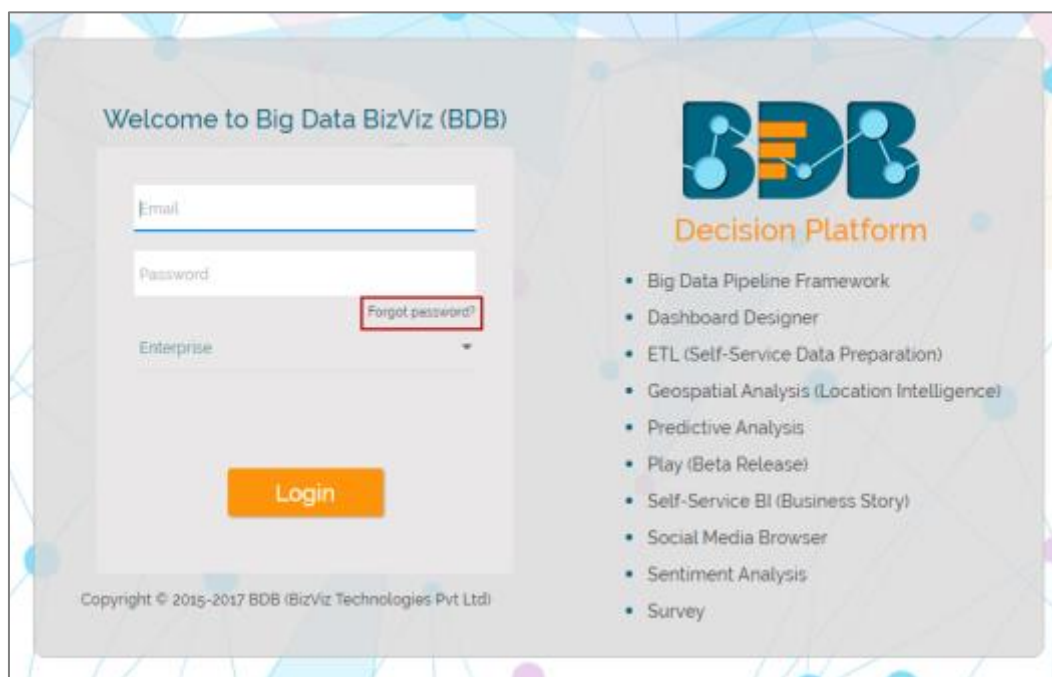 Welcome to Big Data BizViz (BDB)
Email
Password
Forgot password?
Enterprise
Login
Copyright © 2015-2017 BDB (BizViz Technologies Pvt Ltd)
BDB
Decision Platform
• Big Data Pipeline Framework
• Dashboard Designer
• ETL (Self-Service Data Preparation)
• Geospatial Analysis (Location Intelligence)
• Predictive Analysis
• Play (Beta Release)
• Self-Service BI (Business Story)
• Social Media Browser
• Sentiment Analysis
• Survey